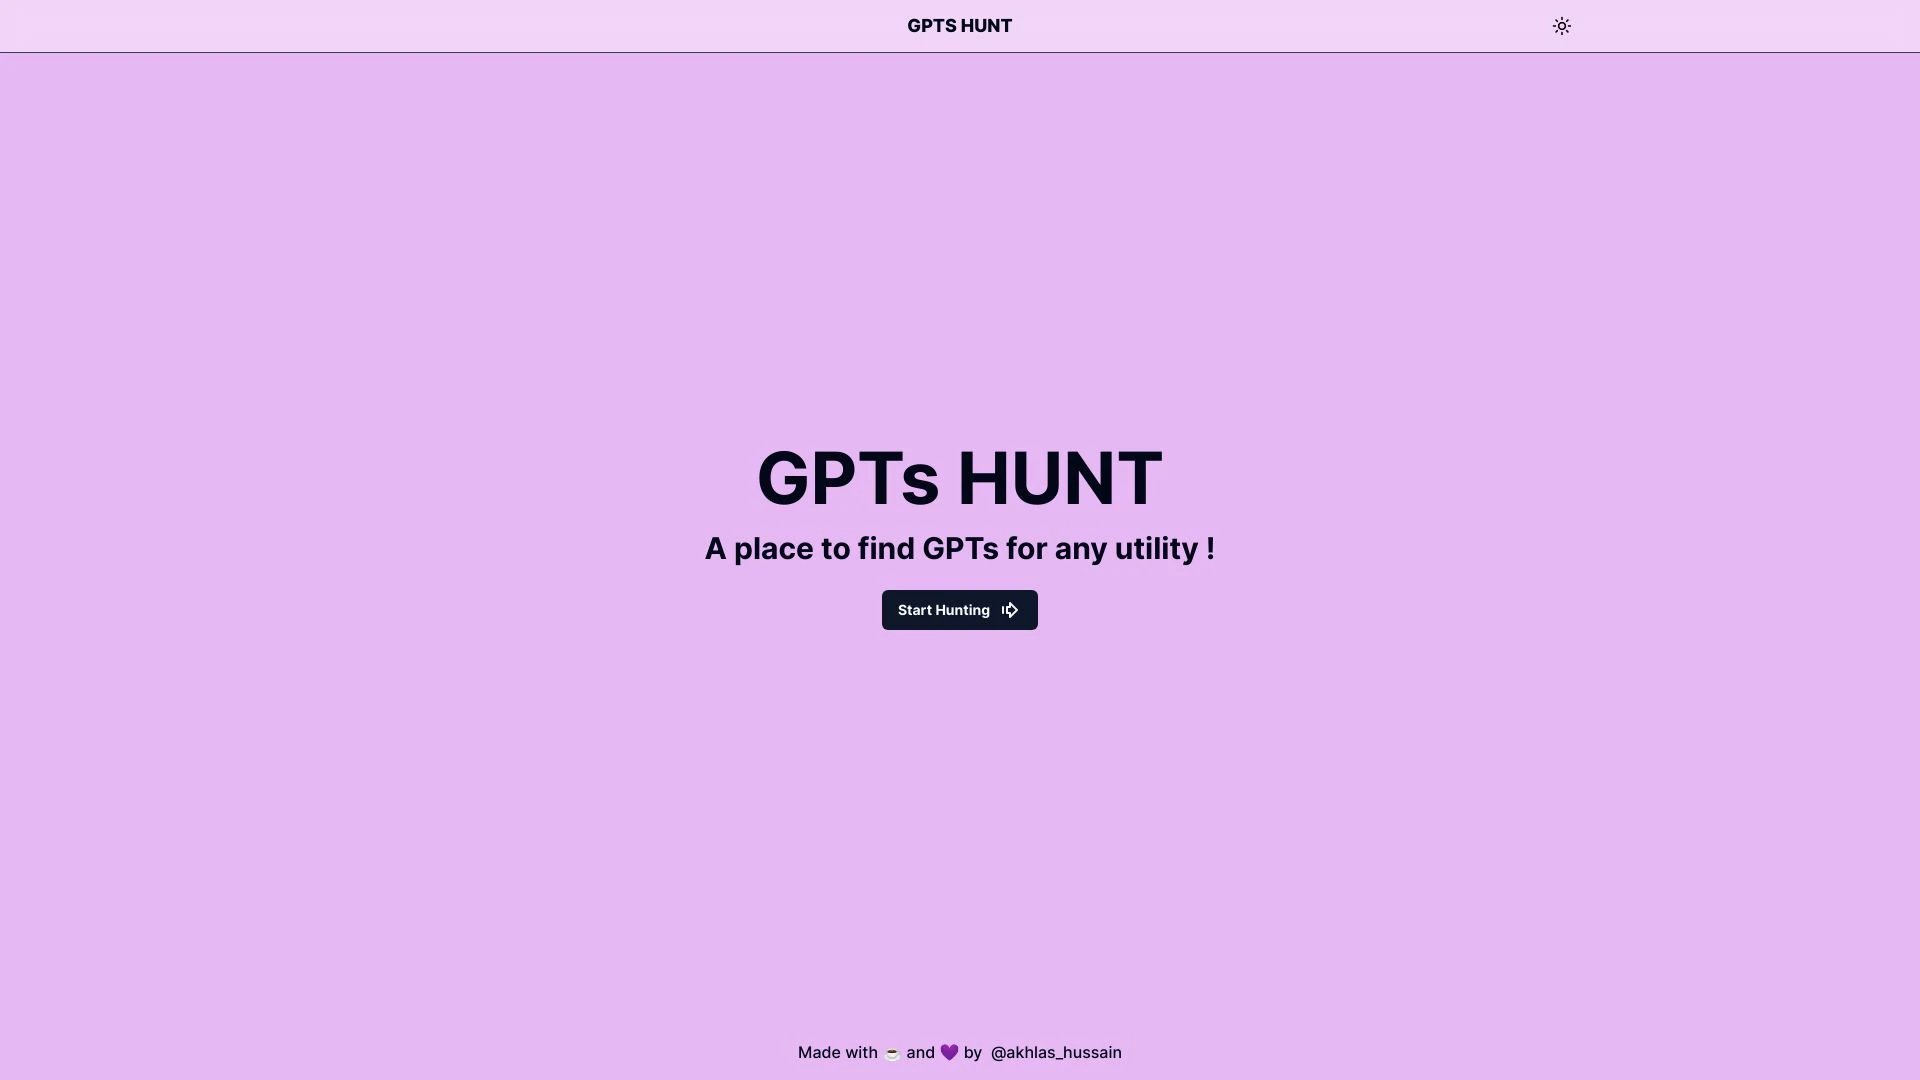 GPTS HUNT
GPTs HUNT
A place to find GPTs for any utility !
Start Hunting
Made with ☕ and 💜 by @akhlas_hussain